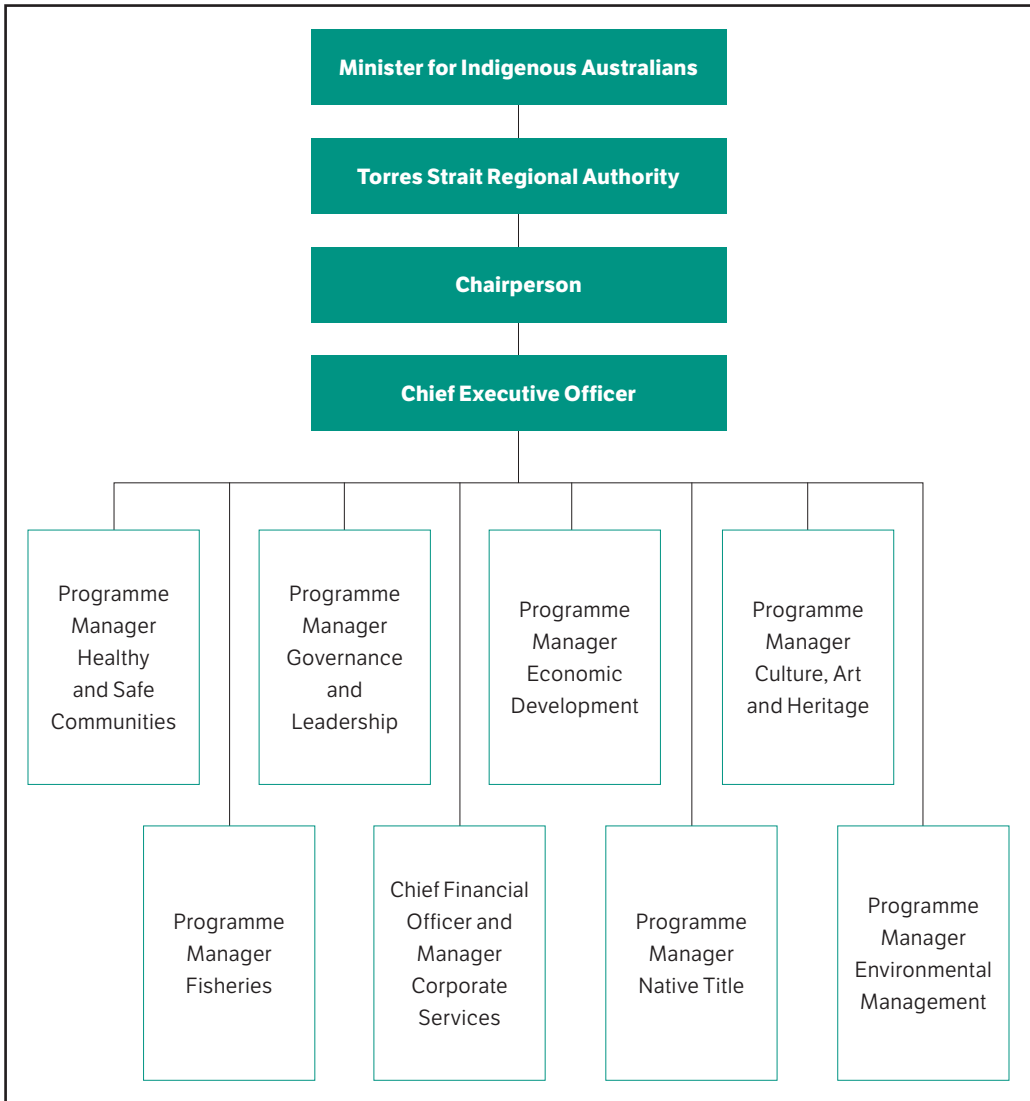 Minister for Indigenous Australians
Torres Strait Regional Authority
Chairperson
Chief Executive Officer
Programme
Manager
Healthy
and Safe
Communities
Programme
Manager
Governance
and
Leadership
Programme
Manager
Economic
Development
Programme
Manager
Culture, Art
and Heritage
Programme
Manager
Fisheries
Chief Financial
Officer and
Manager
Corporate
Services
Programme
Manager
Native Title
Programme
Manager
Environmental
Management